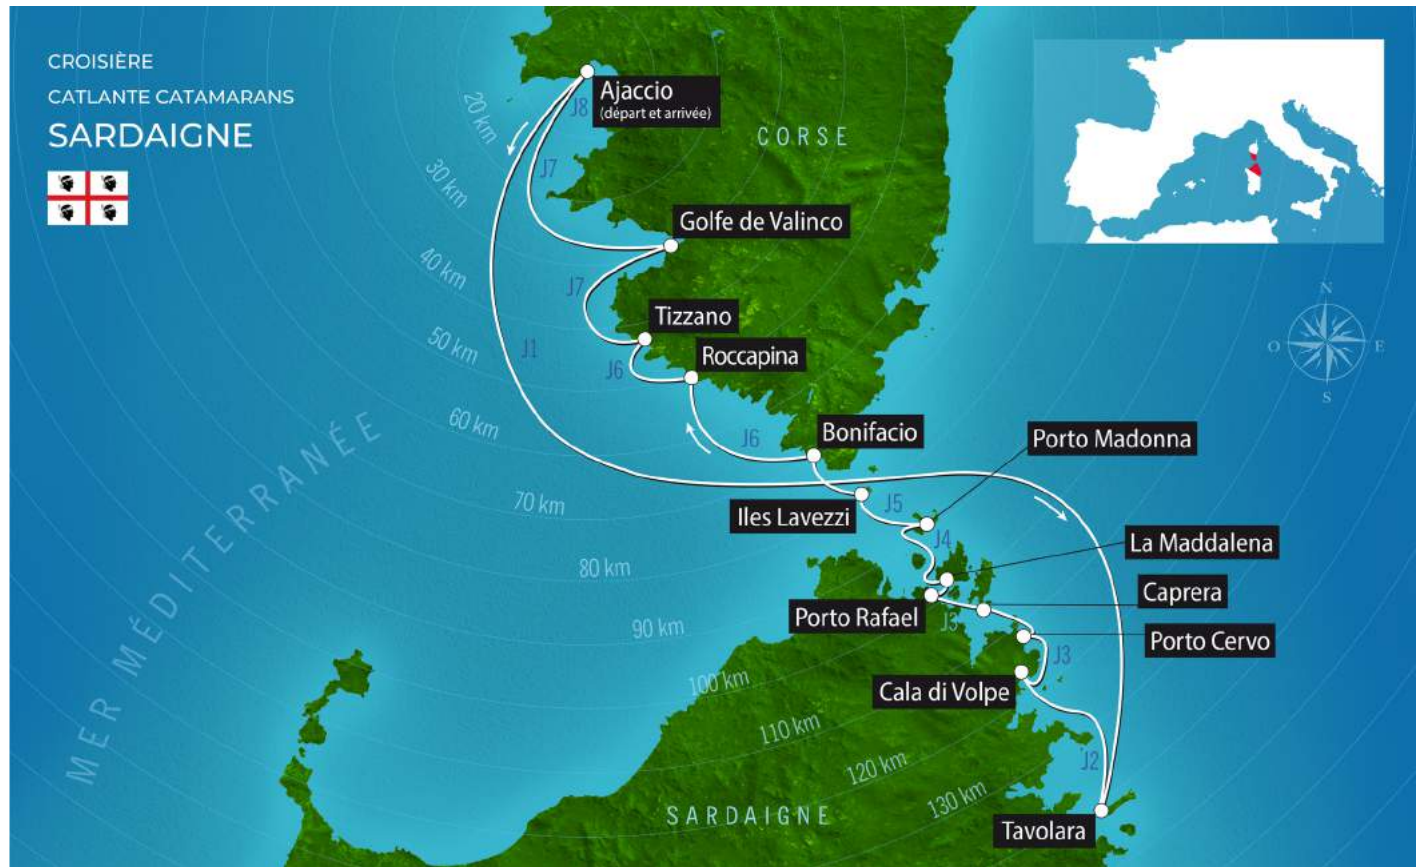 CROISIÈRE
CATLANTE CATAMARANS
SARDAIGNE
Ajaccio
(départ et arrivée)
J8
CORSE
20 km
J7
30 km
Golfe de Valinco
40 km
J7
N
Tizzano
50 km
J1
Roccapina
O
E
J6
S
60 km
Bonifacio
J6
Porto Madonna
MER MÉDITERRANÉE
70 km
Iles Lavezzi
J5
J4
La Maddalena
80 km
Caprera
Porto Rafael
J3
90 km
Porto Cervo
J3
100 km
Cala di Volpe
110 km
J2
120 km
130 km
SARDAIGNE
Tavolara